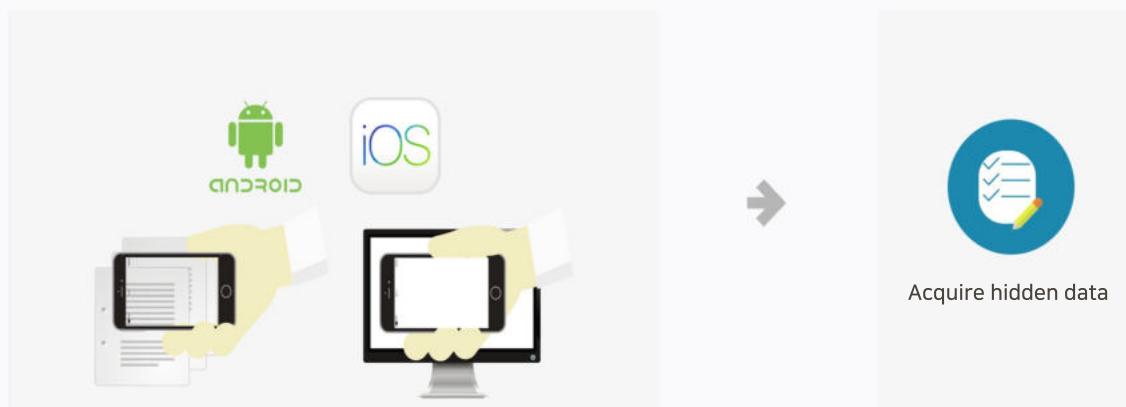 ANDROID
iOS
Acquire hidden data